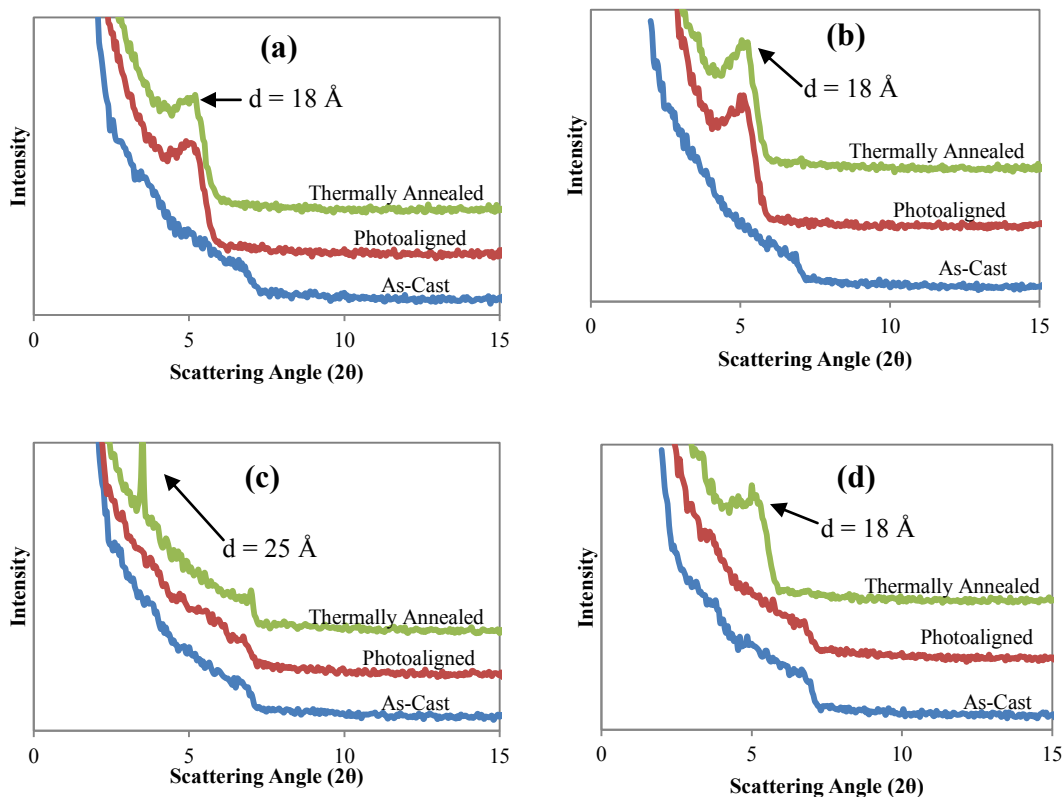 (a)
d = 18 Å
Thermally Annealed
Photoaligned
As-Cast
Intensity
0 5 10 15
Scattering Angle (2θ)
(b)
d = 18 Å
Thermally Annealed
Photoaligned
As-Cast
Intensity
0 5 10 15
Scattering Angle (2θ)
(c)
d = 25 Å
Thermally Annealed
Photoaligned
As-Cast
Intensity
0 5 10 15
Scattering Angle (2θ)
(d)
d = 18 Å
Thermally Annealed
Photoaligned
As-Cast
Intensity
0 5 10 15
Scattering Angle (2θ)